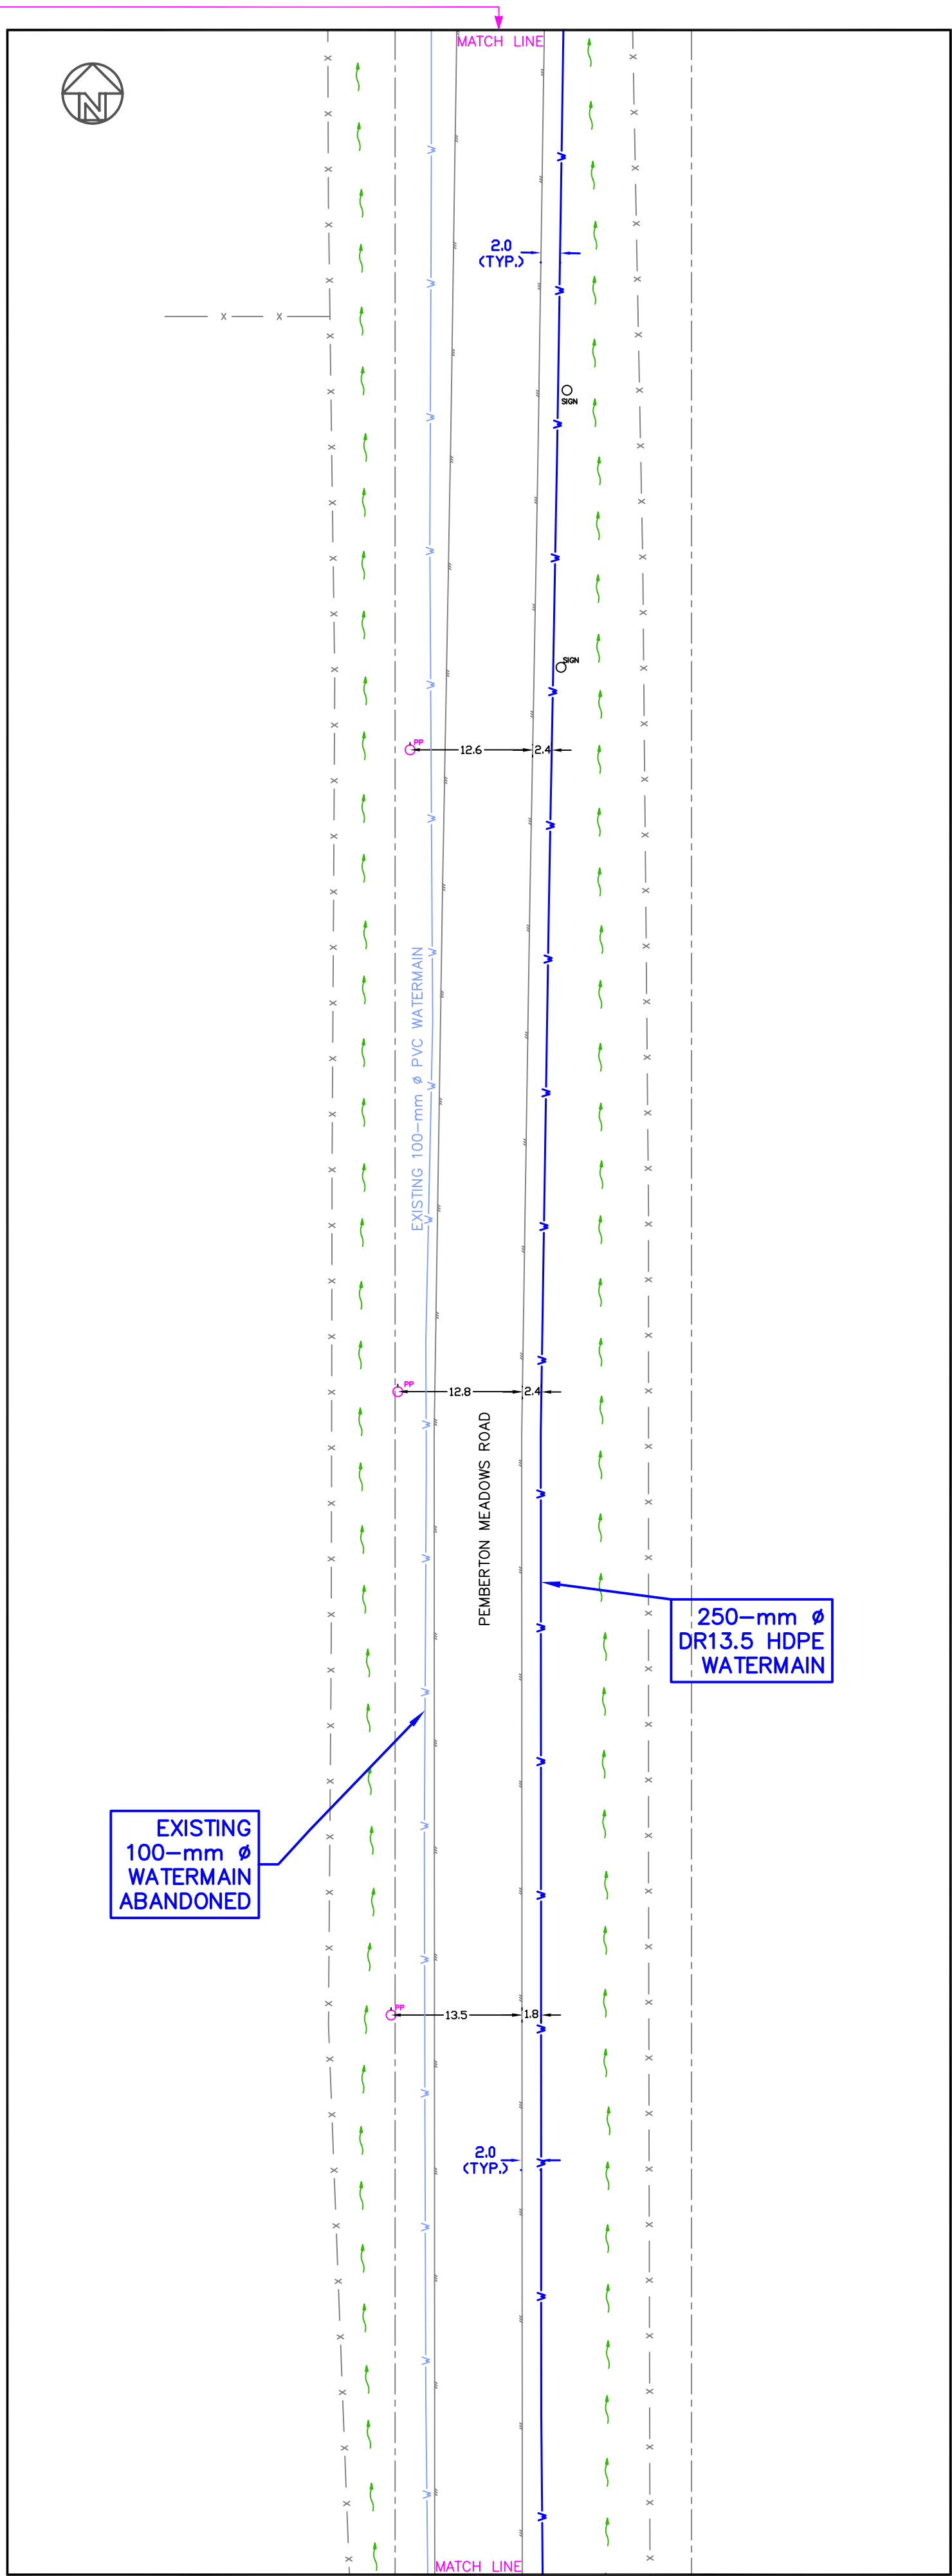 MATCH LINE
N
2.0
(TYP.)
SIGN
SIGN
PP
12.6
2.4
EXISTING 100-mm ø PVC WATERMAIN
PP
12.8
2.4
PEMBERTON MEADOWS ROAD
250-mm ø
DR13.5 HDPE
WATERMAIN
EXISTING
100-mm ø
WATERMAIN
ABANDONED
PP
13.5
1.8
2.0
(TYP.)
MATCH LINE